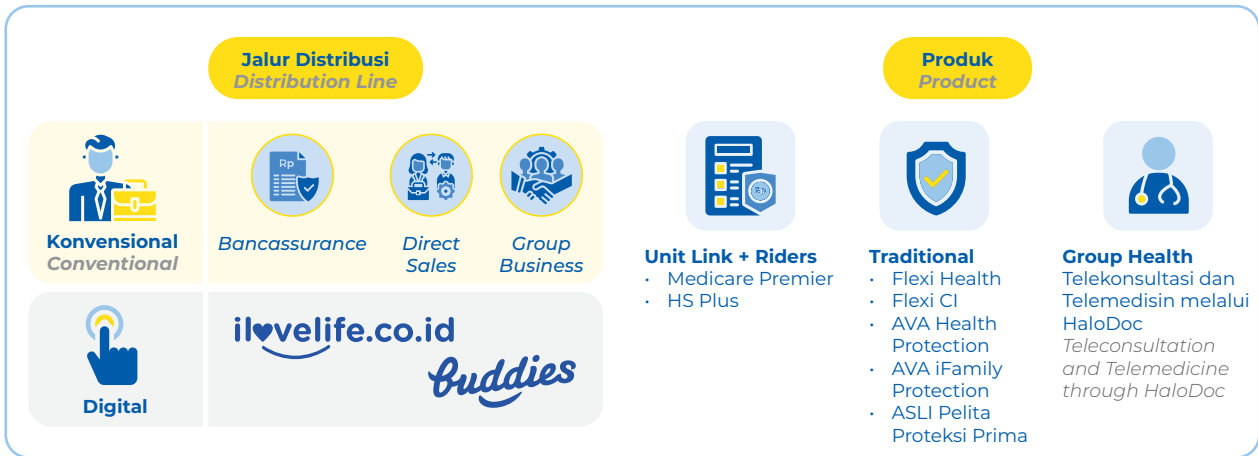 Jalur Distribusi
Distribution Line
Konvensional
Conventional
Rp
Bancassurance
Direct
Sales
Group
Business
Digital
ilovelife.co.id
buddies
Produk
Product
Unit Link + Riders
• Medicare Premier
• HS Plus
Traditional
• Flexi Health
• Flexi CI
• AVA Health
Protection
• AVA iFamily
Protection
• ASLI Pelita
Proteksi Prima
Group Health
Telekonsultasi dan
Telemedisin melalui
HaloDoc
Teleconsultation
and Telemedicine
through HaloDoc